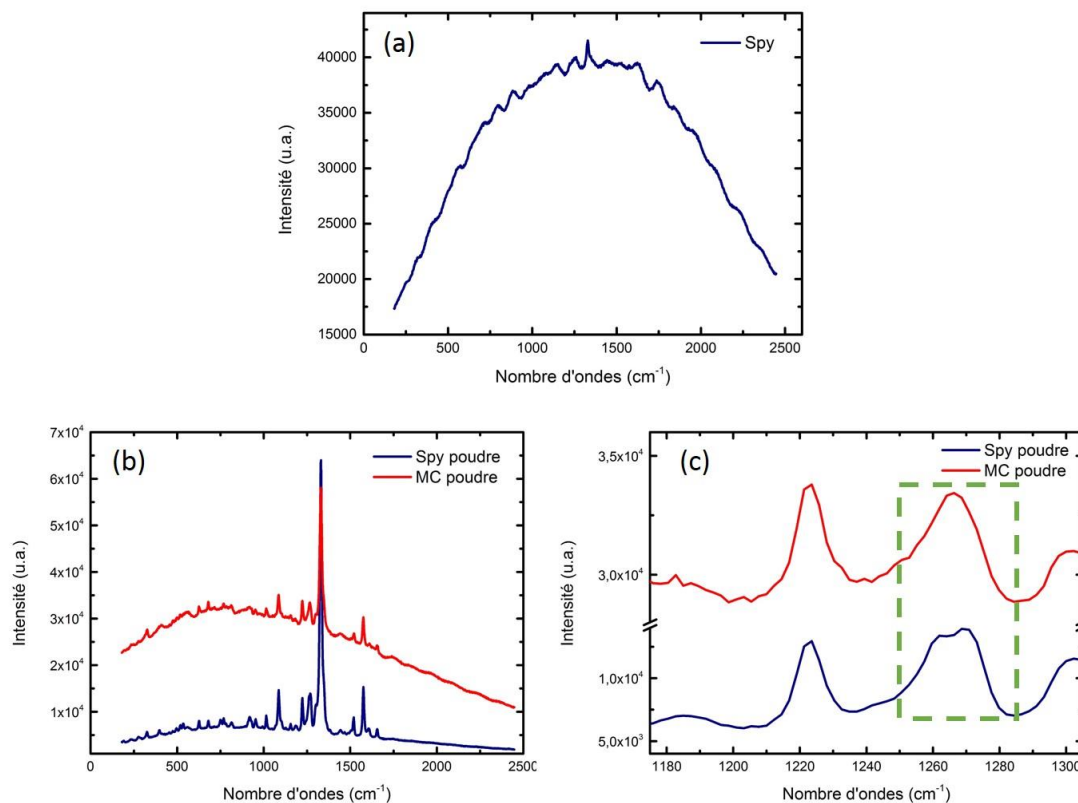 (a)
Spy
40000
35000
30000
25000
20000
15000
Intensité (u.a.)
0 500 1000 1500 2000 2500
Nombre d'ondes (cm⁻¹)
(b)
Spy poudre
MC poudre
7x10⁴
6x10⁴
5x10⁴
4x10⁴
3x10⁴
2x10⁴
1x10⁴
Intensité (u.a.)
0 500 1000 1500 2000 2500
Nombre d'ondes (cm⁻¹)
(c)
Spy poudre
MC poudre
3,5x10⁴
3,0x10⁴
1,0x10⁴
5,0x10³
Intensité (u.a.)
1180 1200 1220 1240 1260 1280 1300
Nombre d'ondes (cm⁻¹)